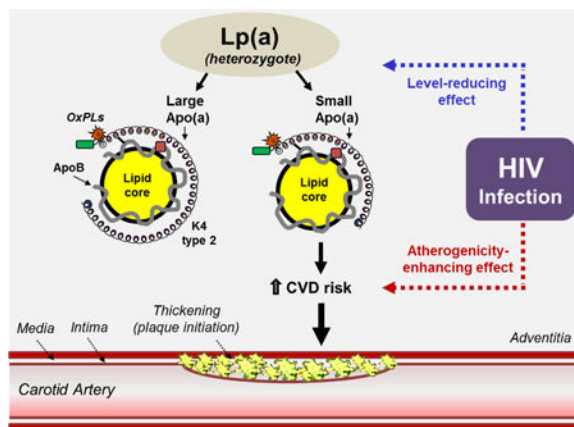 Lp(a)
(heterozygote)
Level-reducing
effect
Large
Apo(a)
Small
Apo(a)
OxPLs
ApoB
Lipid
core
K4
type 2
Lipid
core
HIV
Infection
Atherogenicity-
enhancing effect
⇧ CVD risk
Thickening
(plaque initiation)
Media
Intima
Adventitia
Carotid Artery